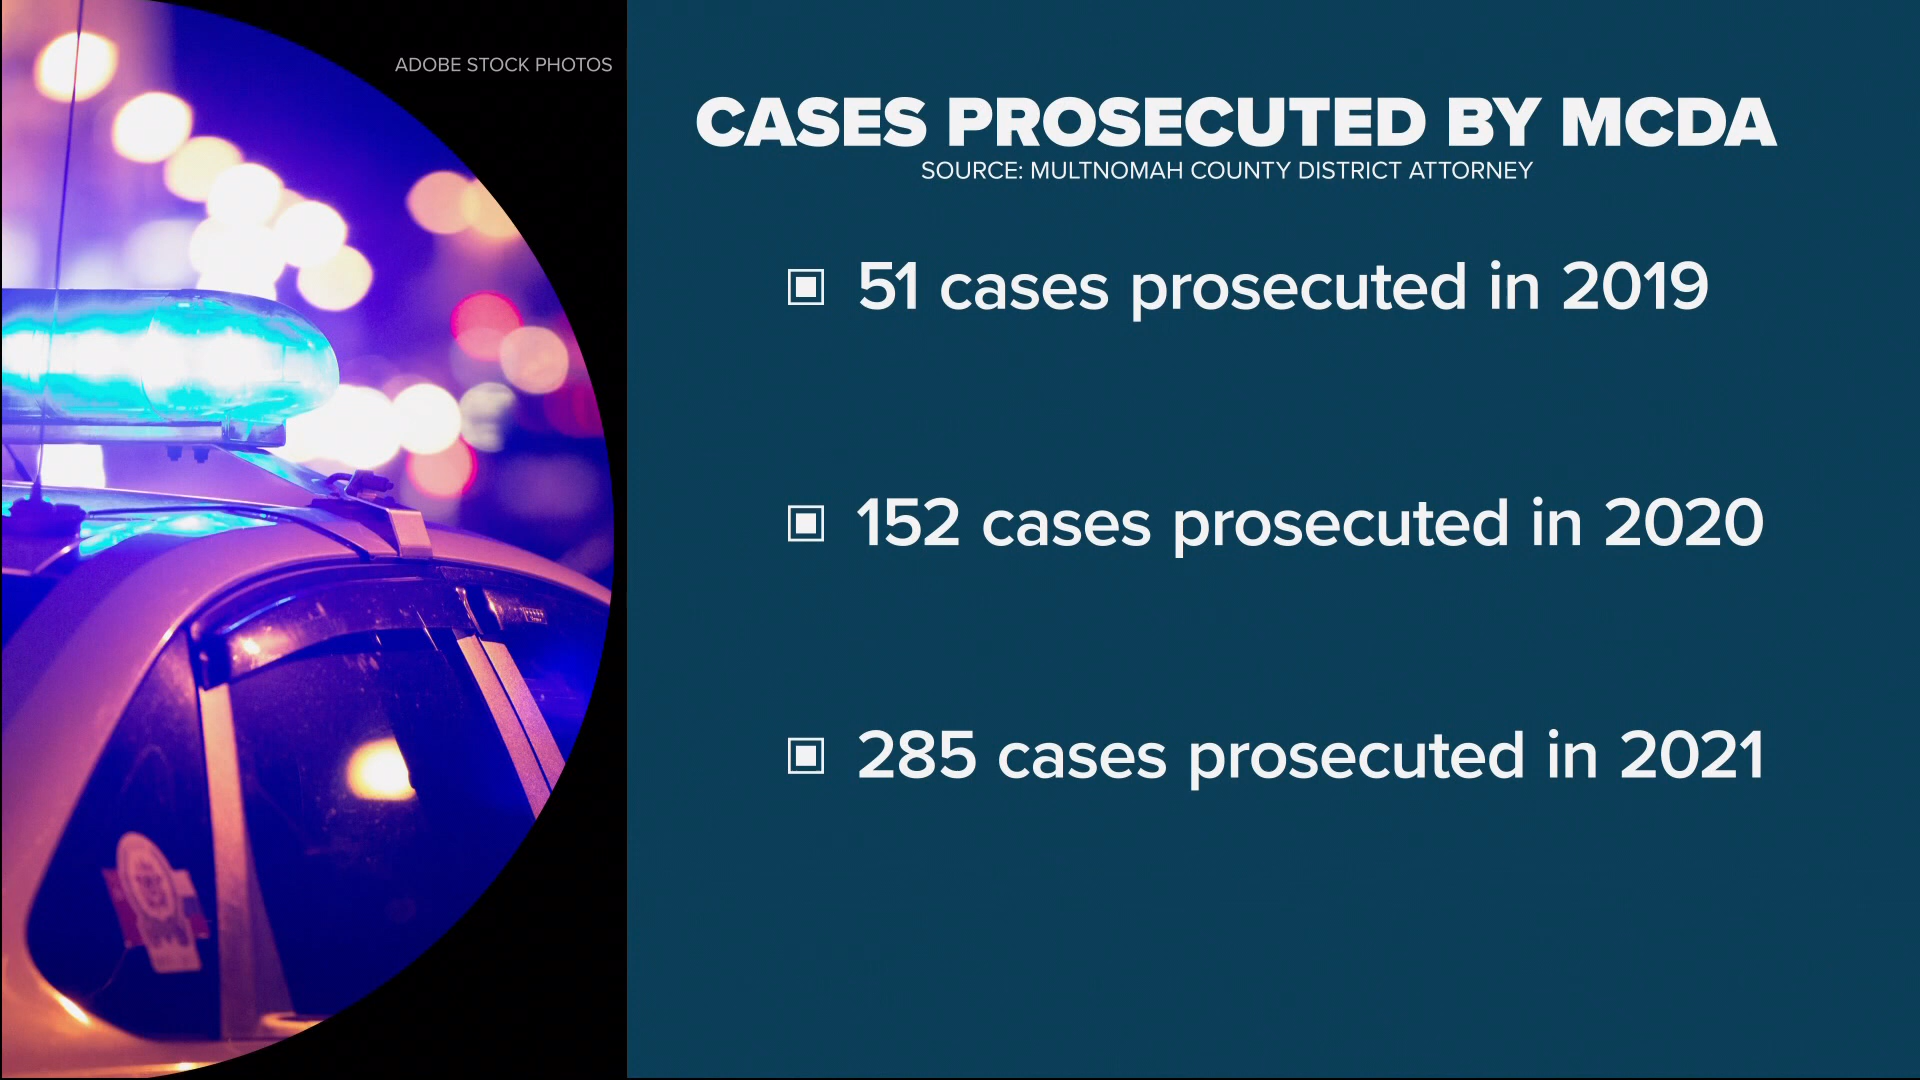 ADOBE STOCK PHOTOS
CASES PROSECUTED BY MCDA
SOURCE: MULTNOMAH COUNTY DISTRICT ATTORNEY
51 cases prosecuted in 2019
152 cases prosecuted in 2020
285 cases prosecuted in 2021